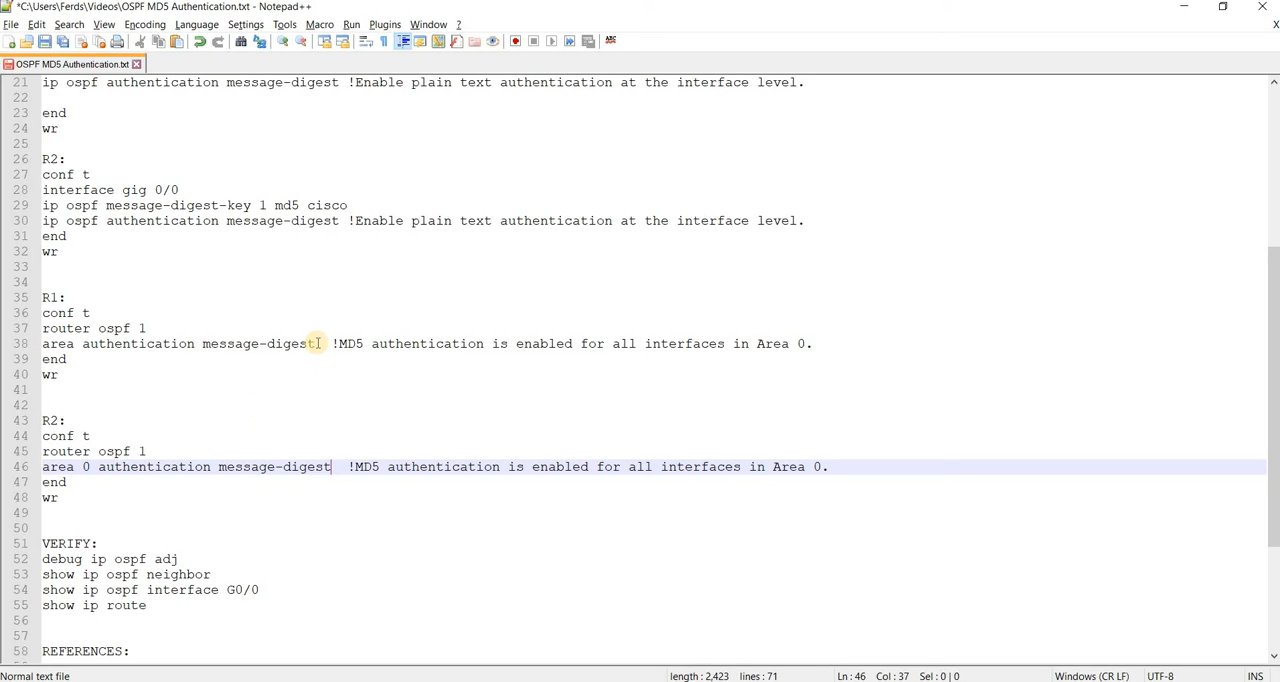 *C:\Users\Ferds\Videos\OSPF MD5 Authentication.txt - Notepad++
File Edit Search View Encoding Language Settings Tools Macro Run Plugins Window ? X
ABC
OSPF MD5 Authentication.txt
21 ip ospf authentication message-digest !Enable plain text authentication at the interface level.
22
23 end
24 wr
25
26 R2:
27 conf t
28 interface gig 0/0
29 ip ospf message-digest-key 1 md5 cisco
30 ip ospf authentication message-digest !Enable plain text authentication at the interface level.
31 end
32 wr
33
34
35 R1:
36 conf t
37 router ospf 1
38 area authentication message-digest !MD5 authentication is enabled for all interfaces in Area 0.
39 end
40 wr
41
42
43 R2:
44 conf t
45 router ospf 1
46 area 0 authentication message-digest !MD5 authentication is enabled for all interfaces in Area 0.
47 end
48 wr
49
50
51 VERIFY:
52 debug ip ospf adj
53 show ip ospf neighbor
54 show ip ospf interface G0/0
55 show ip route
56
57
58 REFERENCES:
Normal text file length : 2,423 lines : 71 Ln : 46 Col : 37 Sel : 0 | 0 Windows (CR LF) UTF-8 INS